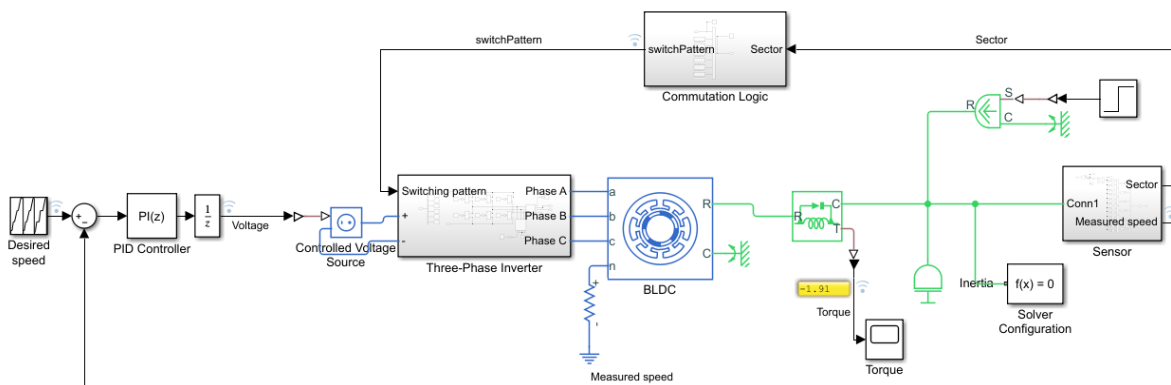 switchPattern
switchPattern
Sector
Commutation Logic
Sector
R
S
C
Desired
speed
+
−
PI(z)
PID Controller
1
z
Voltage
Controlled Voltage
Source
+
-
Switching pattern
Phase A
Phase B
Phase C
Three-Phase Inverter
a
b
c
n
R
C
BLDC
+
-
R
C
T
-1.91
Torque
Torque
Inertia
f(x) = 0
Solver
Configuration
Conn1
Sector
Measured speed
Sensor
Measured speed